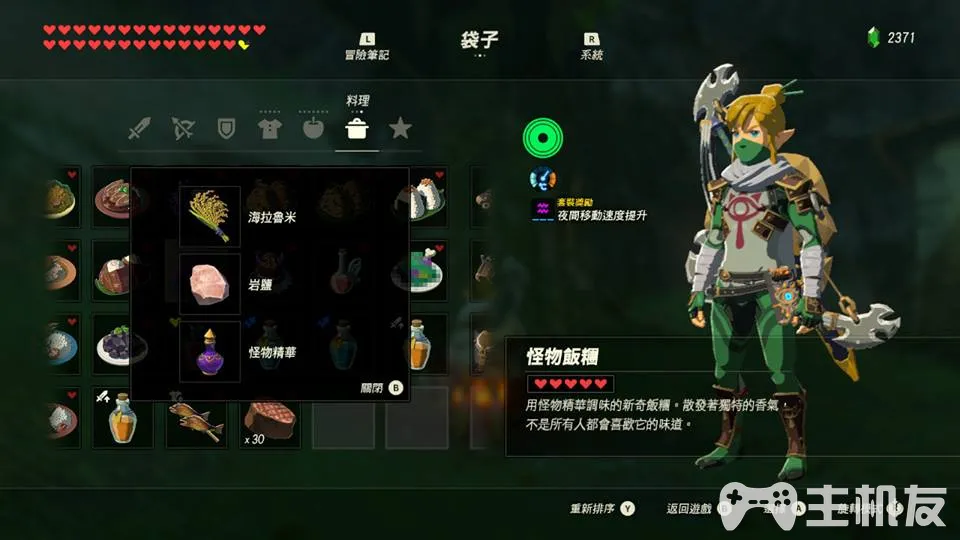 L
冒險筆記
袋子
R
系統
2371
料理
海拉魯米
岩鹽
怪物精華
關閉 B
套裝獎勵
夜間移動速度提升
怪物飯糰
用怪物精華調味的新奇飯糰。散發著獨特的香氣，
不是所有人都會喜歡它的味道。
x30
重新排序 Y
返回遊戲 B
選擇 A
主机友